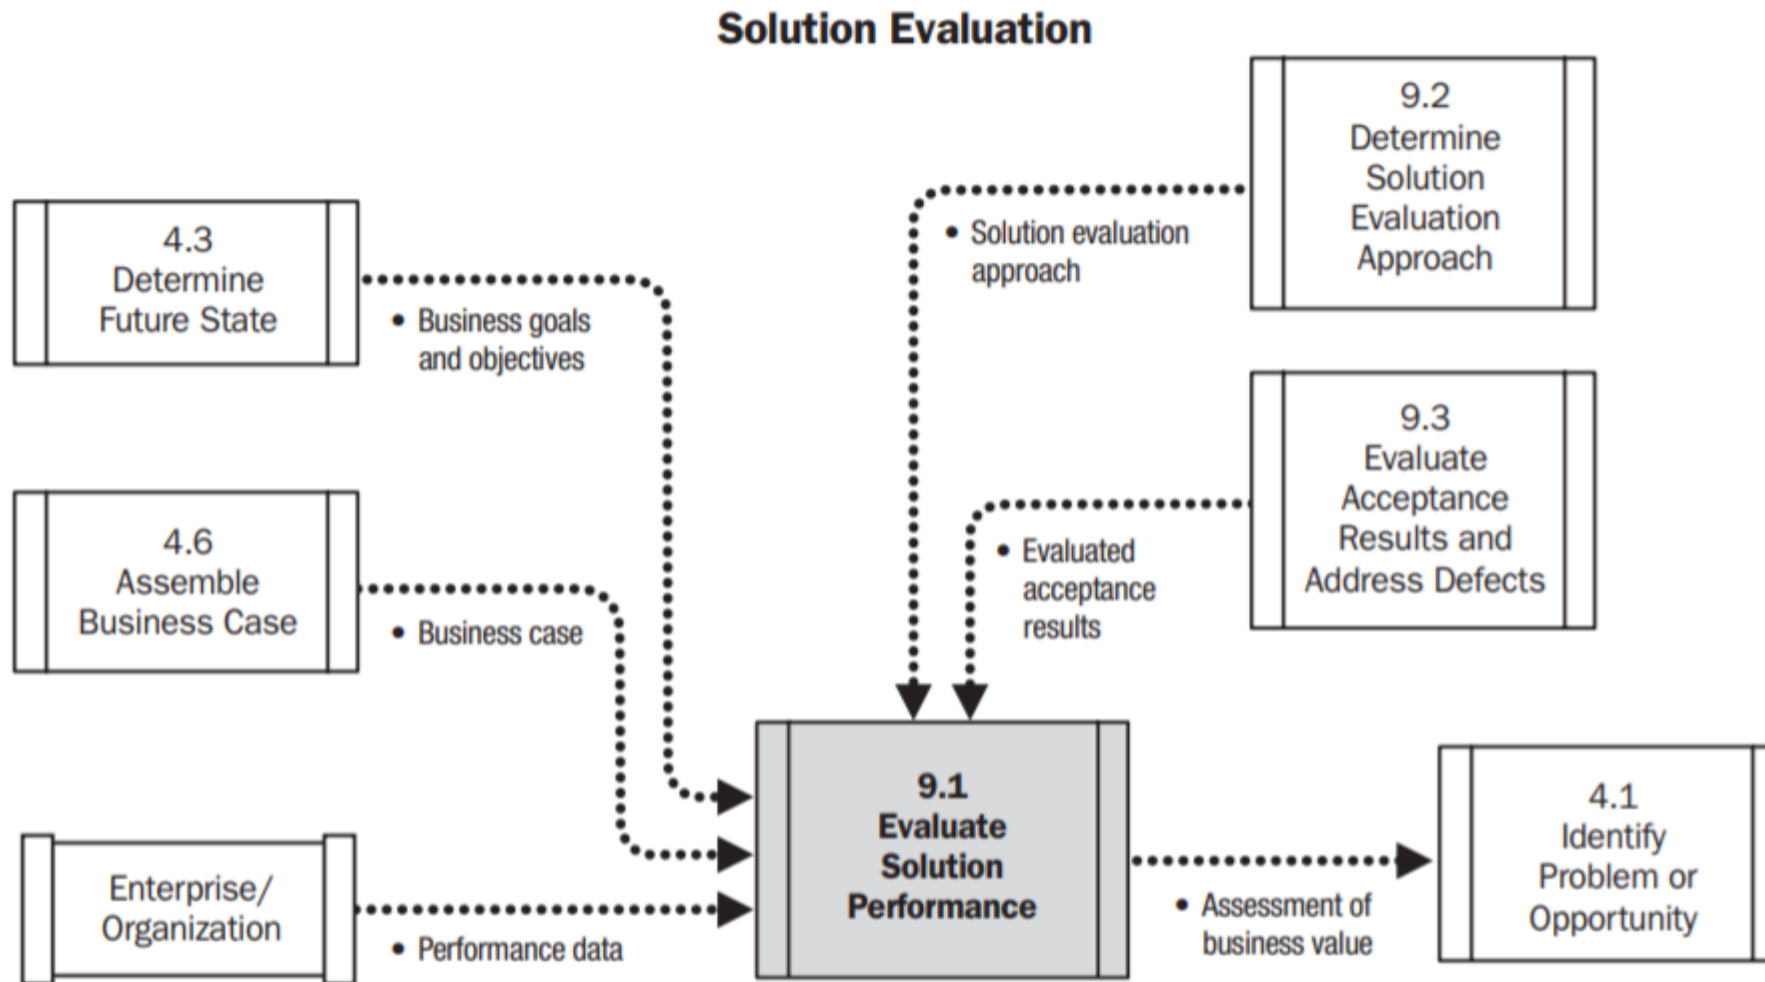 Solution Evaluation
9.2
Determine
Solution
Evaluation
Approach
• Solution evaluation
approach
4.3
Determine
Future State
• Business goals
and objectives
9.3
Evaluate
Acceptance
Results and
Address Defects
• Evaluated
acceptance
results
4.6
Assemble
Business Case
• Business case
9.1
Evaluate
Solution
Performance
Enterprise/
Organization
• Performance data
• Assessment of
business value
4.1
Identify
Problem or
Opportunity